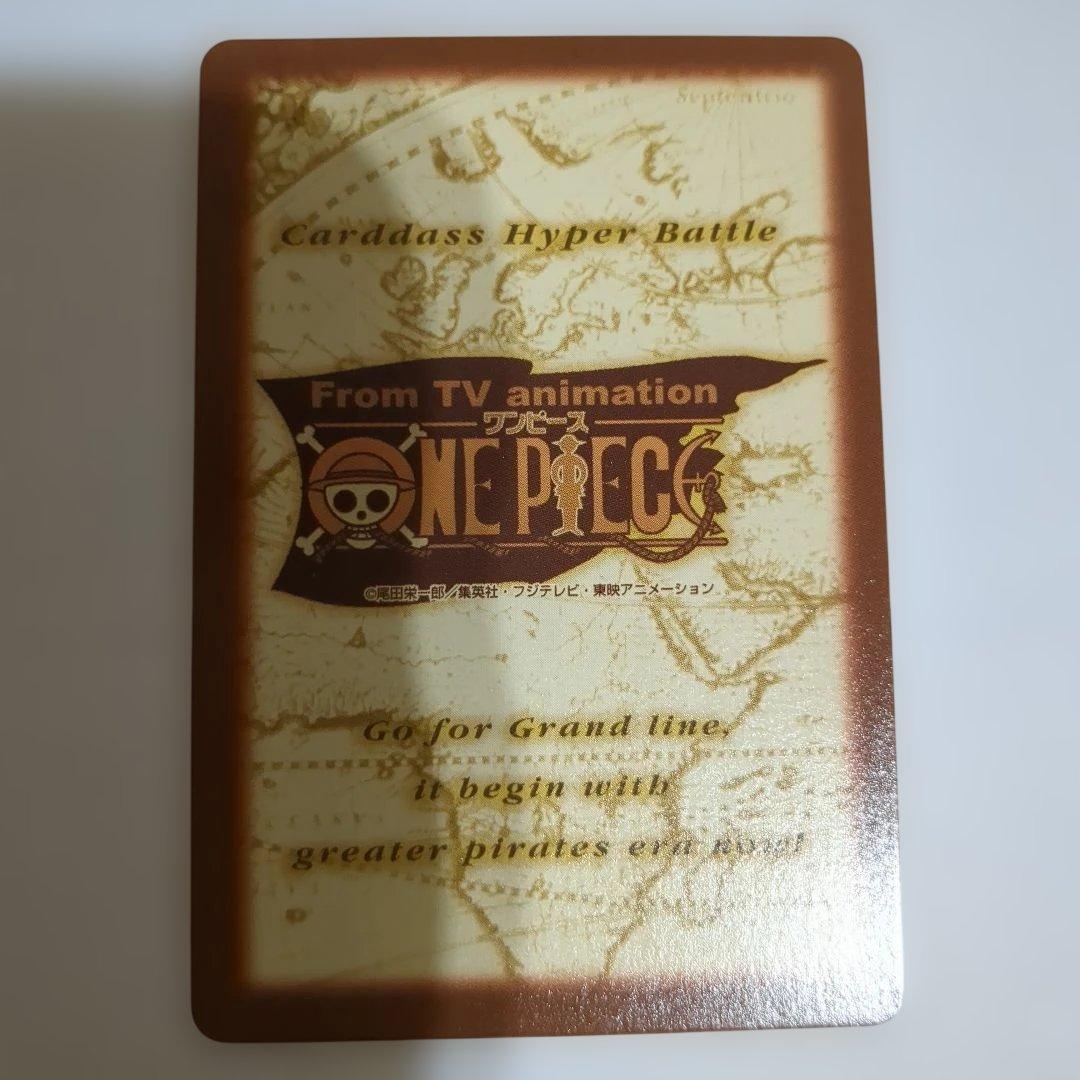 Septentrio
Carddass Hyper Battle
From TV animation
ワンピース
ONE PIECE
©尾田栄一郎／集英社・フジテレビ・東映アニメーション
Go for Grand line,
it begin with
greater pirates era now!